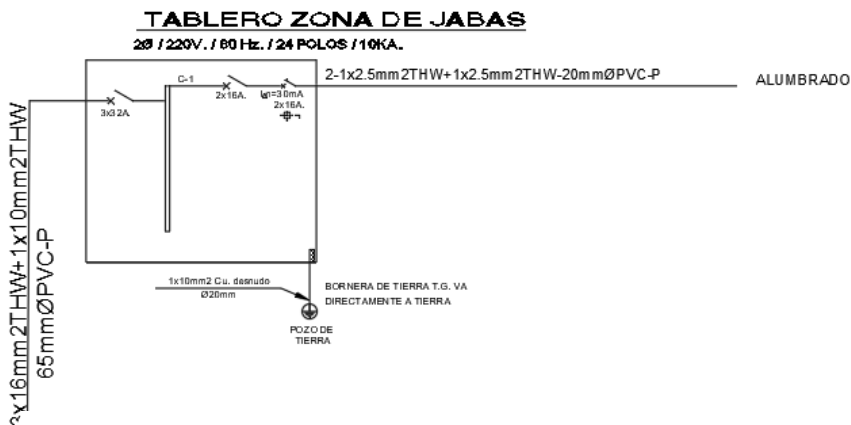 TABLERO ZONA DE JABAS
2Ø / 220V. / 60 Hz. / 24 POLOS / 10KA.
C-1
2-1x2.5mm2THW+1x2.5mm2THW-20mmØPVC-P
ALUMBRADO
3x32A.
2x16A.
In=30mA
2x16A.
3x16mm2THW+1x10mm2THW
65mmØPVC-P
1x10mm2 Cu. desnudo
Ø20mm
BORNERA DE TIERRA T.G. VA
DIRECTAMENTE A TIERRA
POZO DE
TIERRA